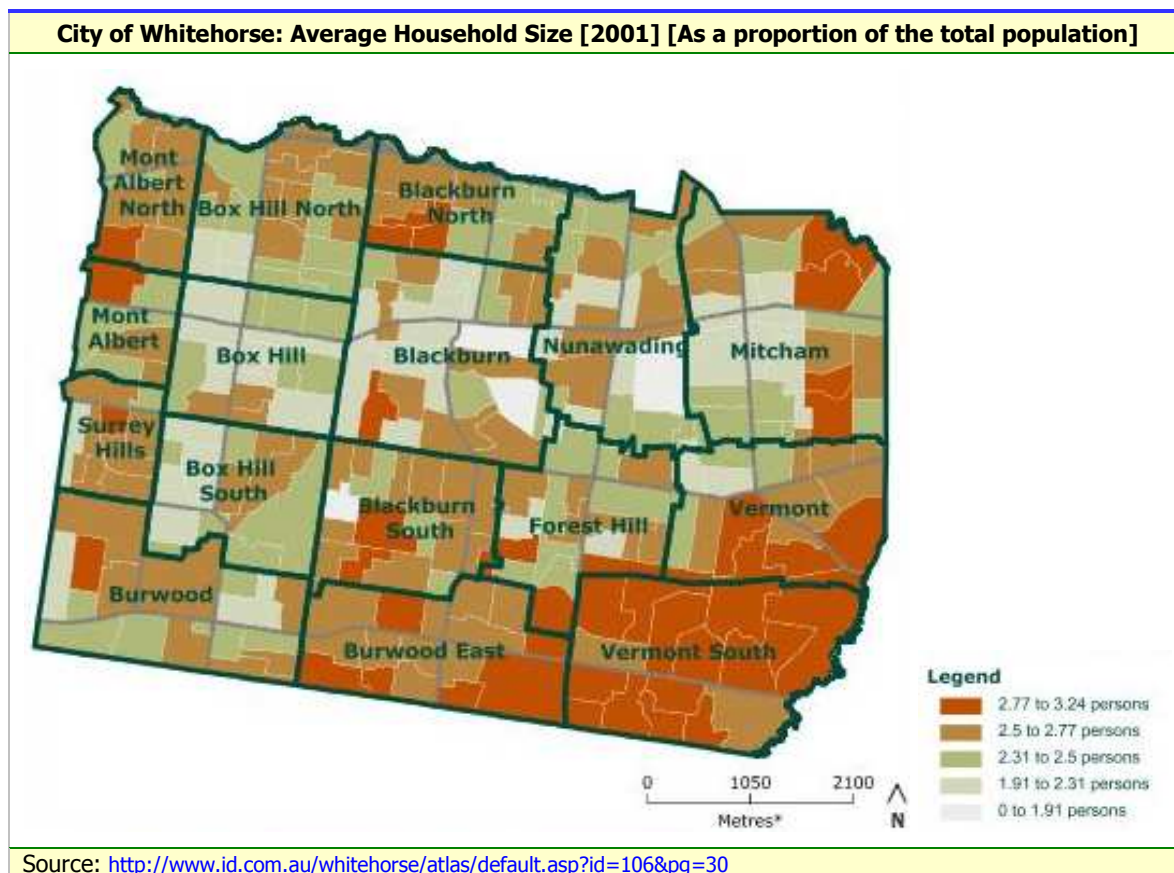 City of Whitehorse: Average Household Size [2001] [As a proportion of the total population]
Mont
Albert
North
Box Hill North
Blackburn
North
Mont
Albert
Box Hill
Blackburn
Nunawading
Mitcham
Surrey
Hills
Box Hill
South
Blackburn
South
Forest Hill
Vermont
Burwood
Burwood East
Vermont South
Legend
2.77 to 3.24 persons
2.5 to 2.77 persons
2.31 to 2.5 persons
1.91 to 2.31 persons
0 to 1.91 persons
0 1050 2100
Metres*
N
Source: http://www.id.com.au/whitehorse/atlas/default.asp?id=106&pg=30